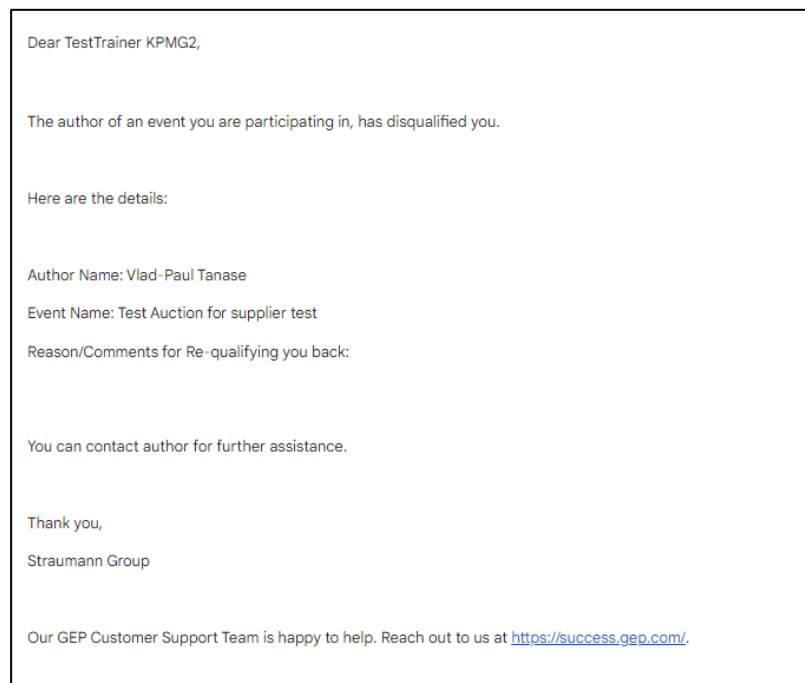 Dear TestTrainer KPMG2,
The author of an event you are participating in, has disqualified you.
Here are the details:
Author Name: Vlad-Paul Tanase
Event Name: Test Auction for supplier test
Reason/Comments for Re-qualifying you back:
You can contact author for further assistance.
Thank you,
Straumann Group
Our GEP Customer Support Team is happy to help. Reach out to us at https://success.gep.com/.